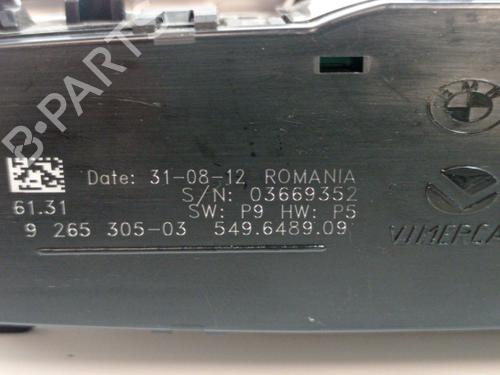 B-PARTS
BMW
Date: 31-08-12 ROMANIA
S/N: 03669352
61.31
SW: P9 HW: P5
9 265 305-03 549.6489.09